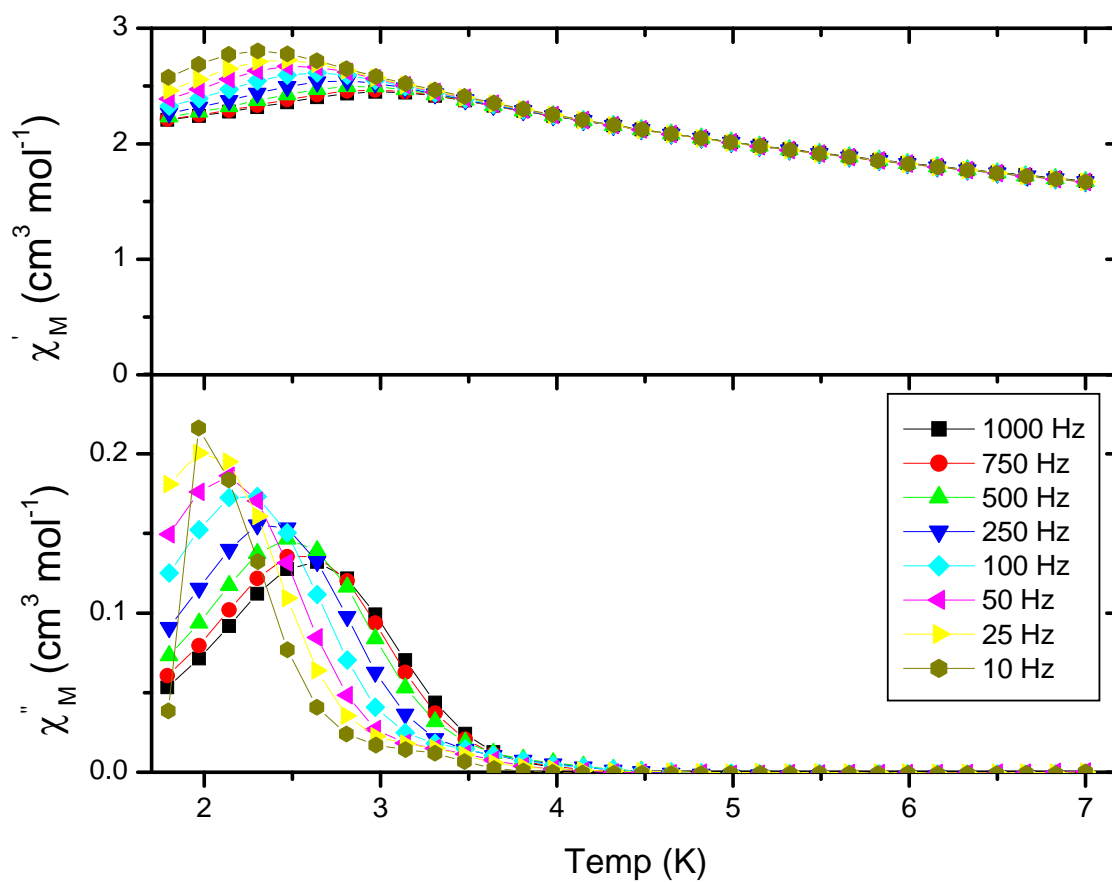 3
2
1
0
χ'M (cm³ mol⁻¹)
0.2
0.1
0.0
χ''M (cm³ mol⁻¹)
1000 Hz
750 Hz
500 Hz
250 Hz
100 Hz
50 Hz
25 Hz
10 Hz
2 3 4 5 6 7
Temp (K)